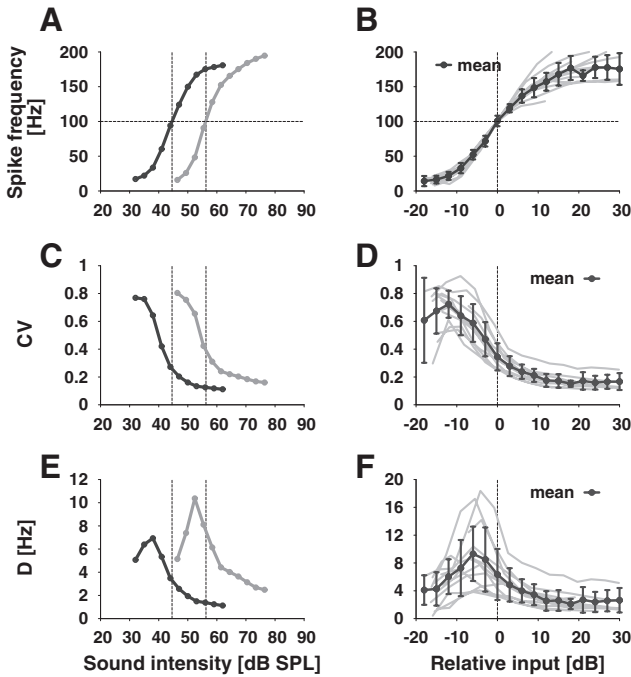 A
B
Spike frequency
[Hz]
200
150
100
50
0
20 30 40 50 60 70 80 90
200
150
100
50
0
-20 -10 0 10 20 30
mean
C
D
CV
1
0.8
0.6
0.4
0.2
0
20 30 40 50 60 70 80 90
1
0.8
0.6
0.4
0.2
0
-20 -10 0 10 20 30
mean
E
F
D [Hz]
12
10
8
6
4
2
0
20 30 40 50 60 70 80 90
Sound intensity [dB SPL]
20
16
12
8
4
0
-20 -10 0 10 20 30
mean
Relative input [dB]